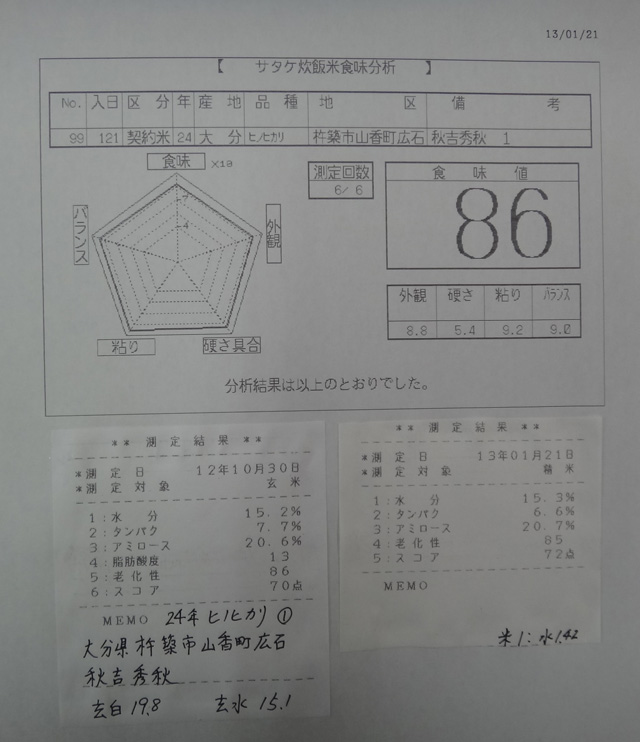 13/01/21
【 サタケ炊飯米食味分析 】
No. 入日 区分 年 産地 品種 地区 備考
99 121 契約米 24 大分 ヒノヒカリ 杵築市山香町広石 秋吉秀秋 1
食味 X10
外観
硬さ具合
粘り
バランス
7
4
測定回数
6/ 6
食味値
86
外観 硬さ 粘り バランス
8.8 5.4 9.2 9.0
分析結果は以上のとおりでした。
** 測定結果 **
*測定日 12年10月30日
*測定対象 玄米
1:水分 15.2%
2:タンパク 7.7%
3:アミロース 20.6%
4:脂肪酸度 13
5:老化性 86
6:スコア 70点
MEMO 24年ヒノヒカリ ①
大分県杵築市山香町広石
秋吉秀秋
玄白19.8 玄水15.1
** 測定結果 **
*測定日 13年01月21日
*測定対象 精米
1:水分 15.3%
2:タンパク 6.6%
3:アミロース 20.7%
4:老化性 85
5:スコア 72点
MEMO
米1:水1.42